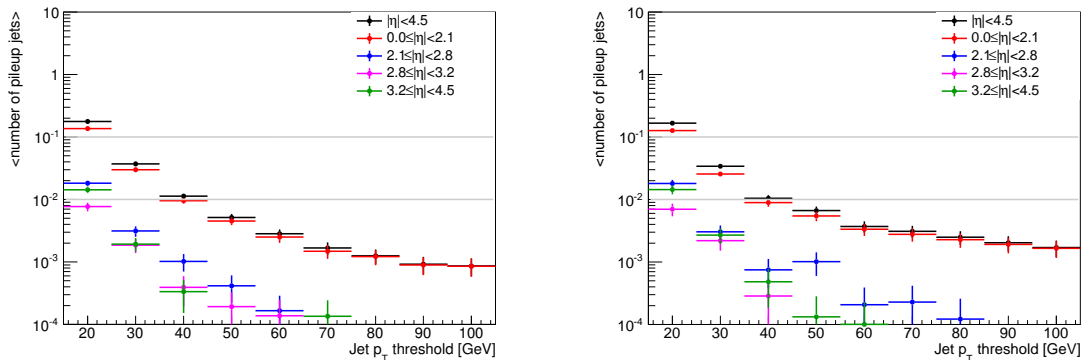 <number of pileup jets>
10
1
10⁻¹
10⁻²
10⁻³
10⁻⁴
|η|<4.5
0.0≤|η|<2.1
2.1≤|η|<2.8
2.8≤|η|<3.2
3.2≤|η|<4.5
20 30 40 50 60 70 80 90 100
Jet p_T threshold [GeV]
<number of pileup jets>
10
1
10⁻¹
10⁻²
10⁻³
10⁻⁴
|η|<4.5
0.0≤|η|<2.1
2.1≤|η|<2.8
2.8≤|η|<3.2
3.2≤|η|<4.5
20 30 40 50 60 70 80 90 100
Jet p_T threshold [GeV]